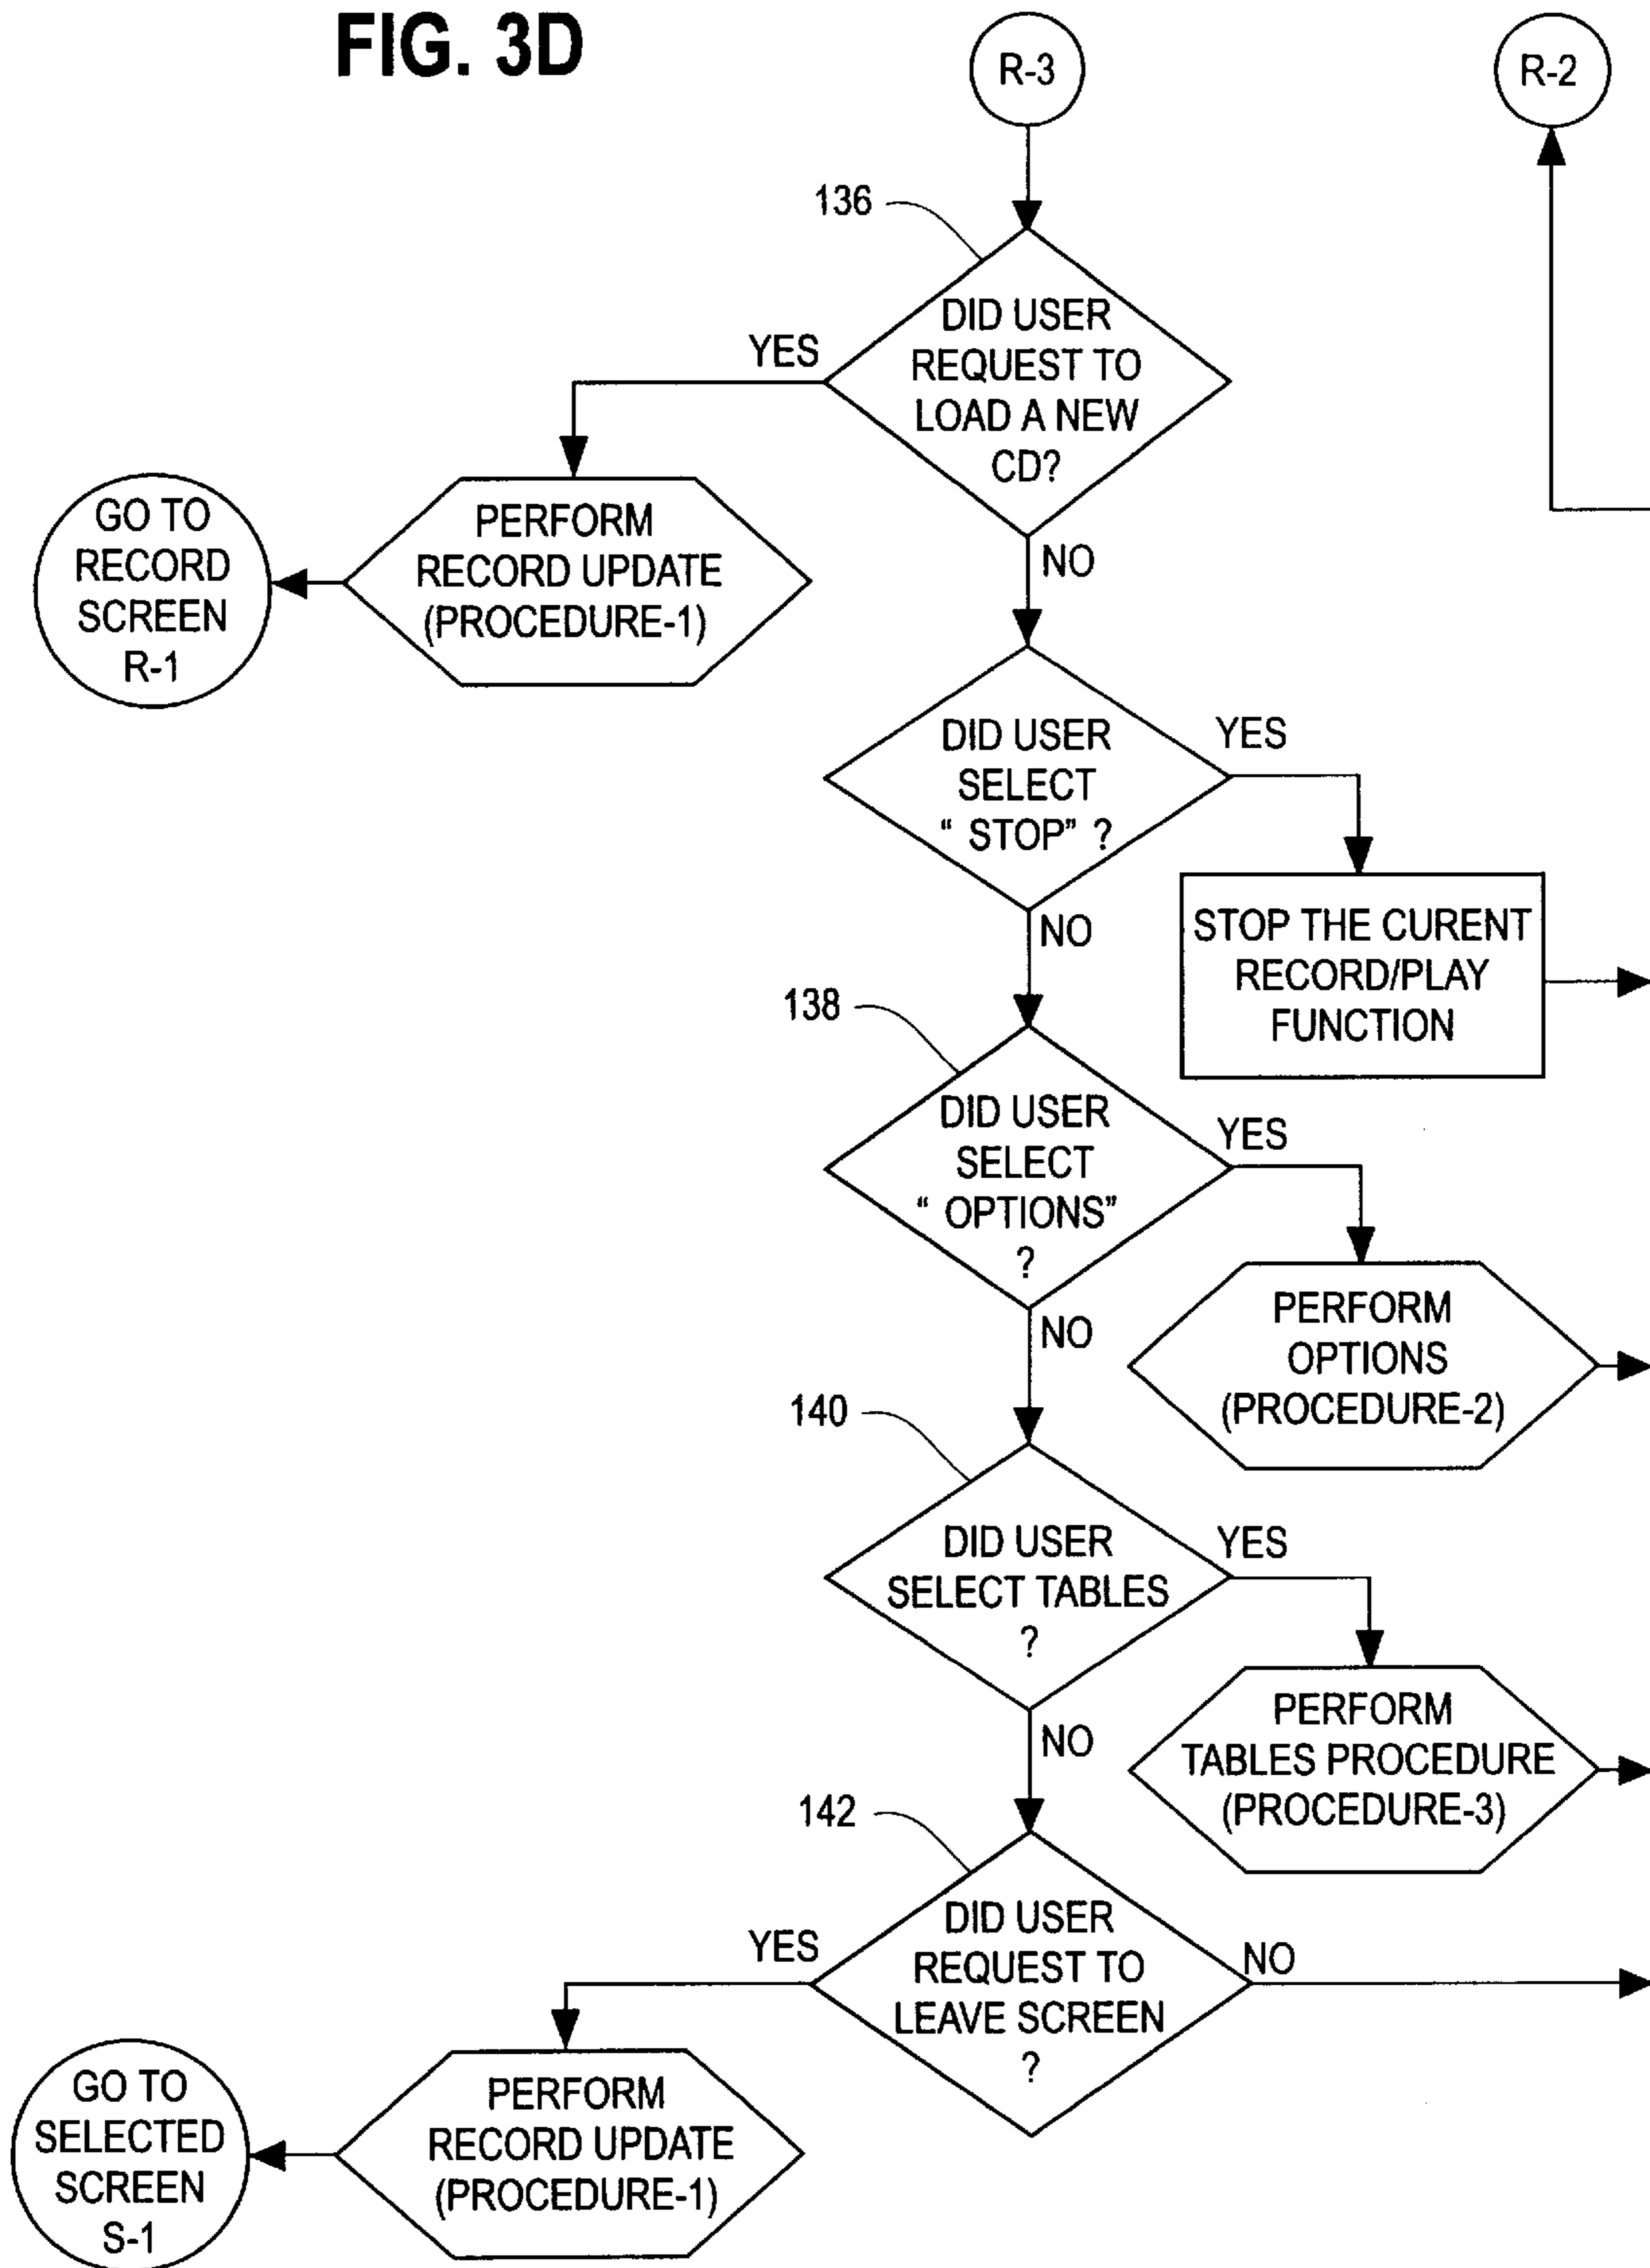 FIG. 3D
R-3
R-2
136
DID USER
REQUEST TO
LOAD A NEW
CD?
YES
NO
PERFORM
RECORD UPDATE
(PROCEDURE-1)
GO TO
RECORD
SCREEN
R-1
DID USER
SELECT
“ STOP” ?
YES
NO
STOP THE CURENT
RECORD/PLAY
FUNCTION
138
DID USER
SELECT
“ OPTIONS”
?
YES
NO
PERFORM
OPTIONS
(PROCEDURE-2)
140
DID USER
SELECT TABLES
?
YES
NO
PERFORM
TABLES PROCEDURE
(PROCEDURE-3)
142
DID USER
REQUEST TO
LEAVE SCREEN
?
YES
NO
PERFORM
RECORD UPDATE
(PROCEDURE-1)
GO TO
SELECTED
SCREEN
S-1